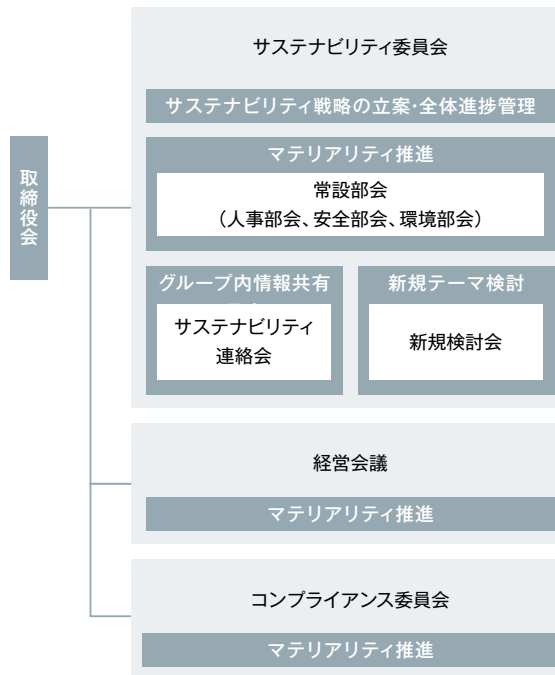 サステナビリティ委員会
サステナビリティ戦略の立案・全体進捗管理
取締役会
マテリアリティ推進
常設部会
（人事部会、安全部会、環境部会）
グループ内情報共有
サステナビリティ
連絡会
新規テーマ検討
新規検討会
経営会議
マテリアリティ推進
コンプライアンス委員会
マテリアリティ推進